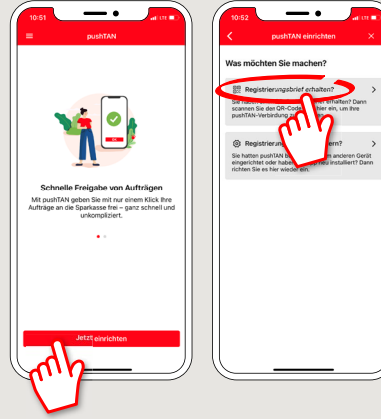 10:51
LTE
pushTAN
Schnelle Freigabe von Aufträgen
Mit pushTAN geben Sie mit nur einem Klick Ihre
Aufträge an die Sparkasse frei – ganz schnell und
unkompliziert.
Jetzt einrichten
10:52
LTE
pushTAN einrichten
Was möchten Sie machen?
Registrierungsbrief erhalten?
Sie haben erhalten? Dann
scannen Sie den QR-Code hier ein, um Ihre
pushTAN-Verbindung
Sie hatten pushTAN anderen Gerät
eingerichtet oder haben neu installiert? Dann
richten Sie es hier wieder ein.